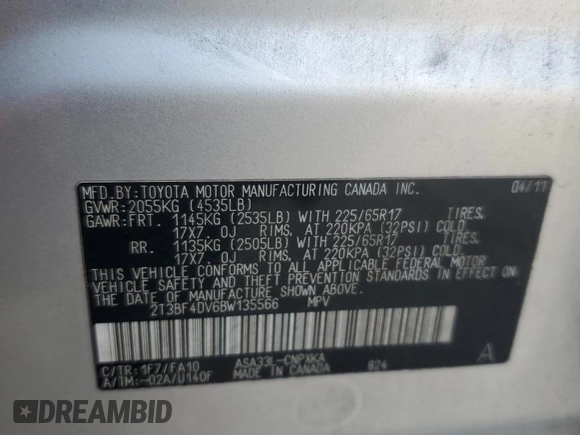 MFD.BY:TOYOTA MOTOR MANUFACTURING CANADA INC. 04/11
GVWR:2055KG (4535LB)
GAWR:FRT. 1145KG (2535LB) WITH 225/65R17 TIRES,
17X7.0J RIMS, AT 220KPA (32PSI) COLD
RR. 1135KG (2505LB) WITH 225/65R17 TIRES,
17X7.0J RIMS, AT 220KPA (32PSI) COLD
THIS VEHICLE CONFORMS TO ALL APPLICABLE FEDERAL MOTOR
VEHICLE SAFETY AND THEFT PREVENTION STANDARDS IN EFFECT ON
THE DATE OF MANUFACTURE SHOWN ABOVE.
2T3BF4DV6BW135566 MPV
C/TR:1F7/FA10 ASA33L-CNPXKA A
A/TM:-02A/U140F MADE IN CANADA 824
DREAMBID